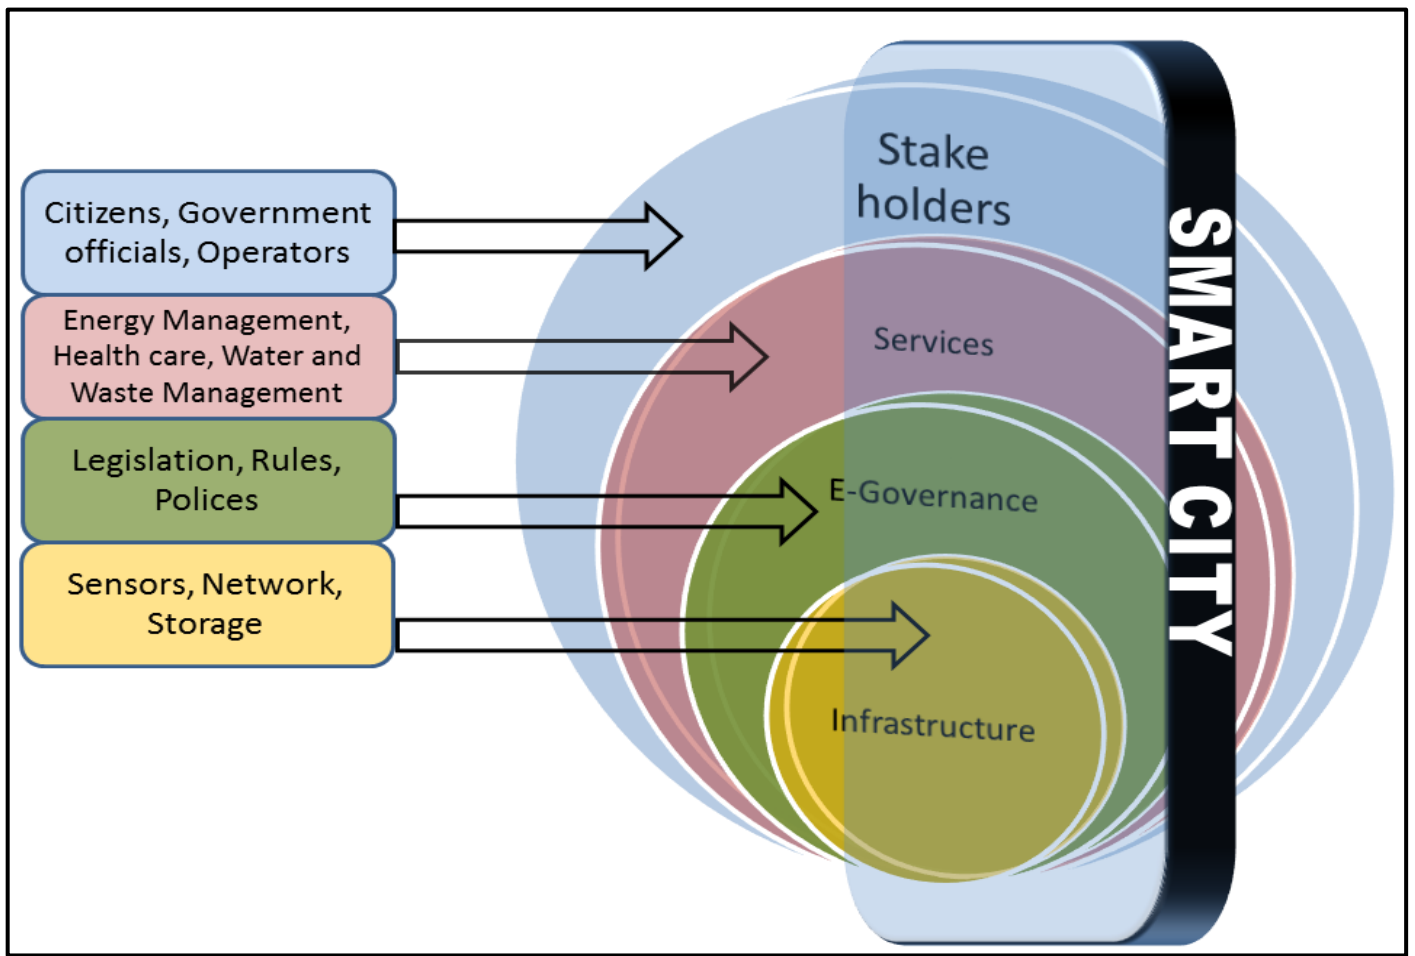 Citizens, Government
officials, Operators
Energy Management,
Health care, Water and
Waste Management
Legislation, Rules,
Polices
Sensors, Network,
Storage
Stake
holders
Services
E-Governance
Infrastructure
SMART CITY